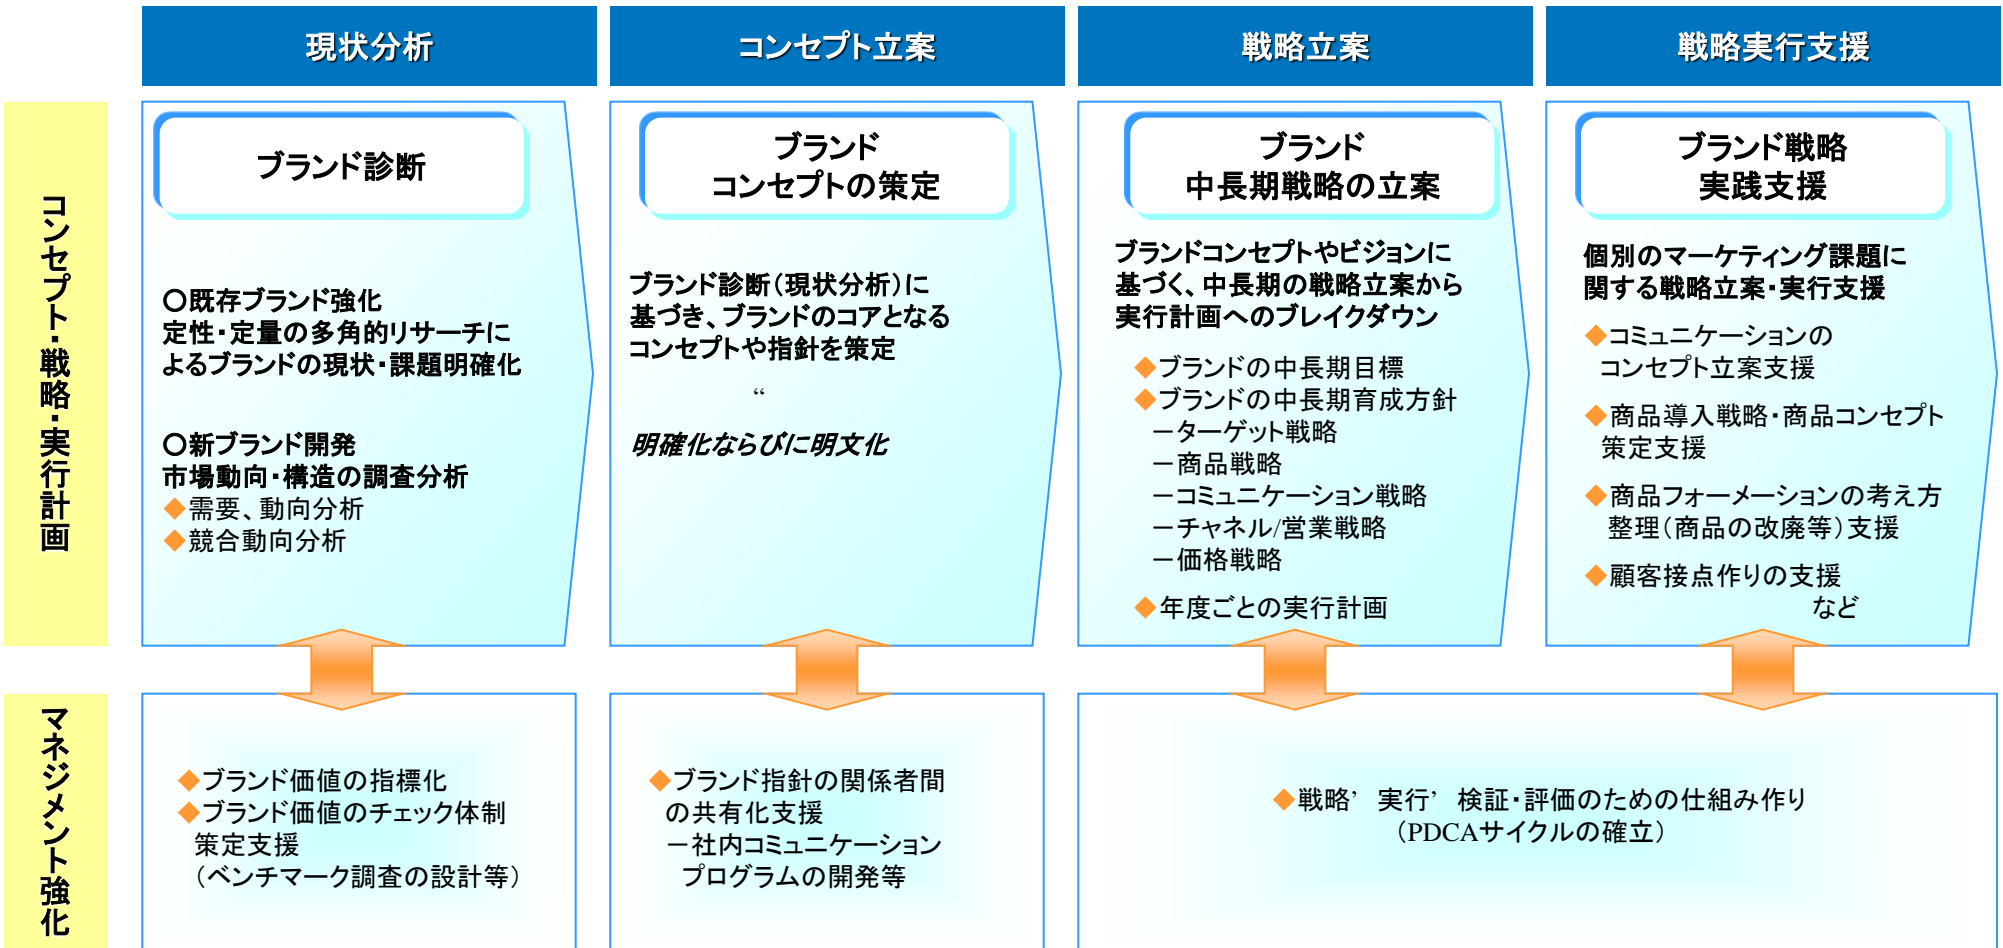 現状分析
コンセプト立案
戦略立案
戦略実行支援
コンセプト・戦略・実行計画
ブランド診断
○既存ブランド強化
定性・定量の多角的リサーチに
よるブランドの現状・課題明確化
○新ブランド開発
市場動向・構造の調査分析
◆需要、動向分析
◆競合動向分析
ブランド
コンセプトの策定
ブランド診断（現状分析）に
基づき、ブランドのコアとなる
コンセプトや指針を策定
“
明確化ならびに明文化
ブランド
中長期戦略の立案
ブランドコンセプトやビジョンに
基づく、中長期の戦略立案から
実行計画へのブレイクダウン
◆ブランドの中長期目標
◆ブランドの中長期育成方針
－ターゲット戦略
－商品戦略
－コミュニケーション戦略
－チャネル/営業戦略
－価格戦略
◆年度ごとの実行計画
ブランド戦略
実践支援
個別のマーケティング課題に
関する戦略立案・実行支援
◆コミュニケーションの
コンセプト立案支援
◆商品導入戦略・商品コンセプト
策定支援
◆商品フォーメーションの考え方
整理（商品の改廃等）支援
◆顧客接点作りの支援
など
マネジメント強化
◆ブランド価値の指標化
◆ブランド価値のチェック体制
策定支援
（ベンチマーク調査の設計等）
◆ブランド指針の関係者間
の共有化支援
－社内コミュニケーション
プログラムの開発等
◆戦略’実行’検証・評価のための仕組み作り
（PDCAサイクルの確立）